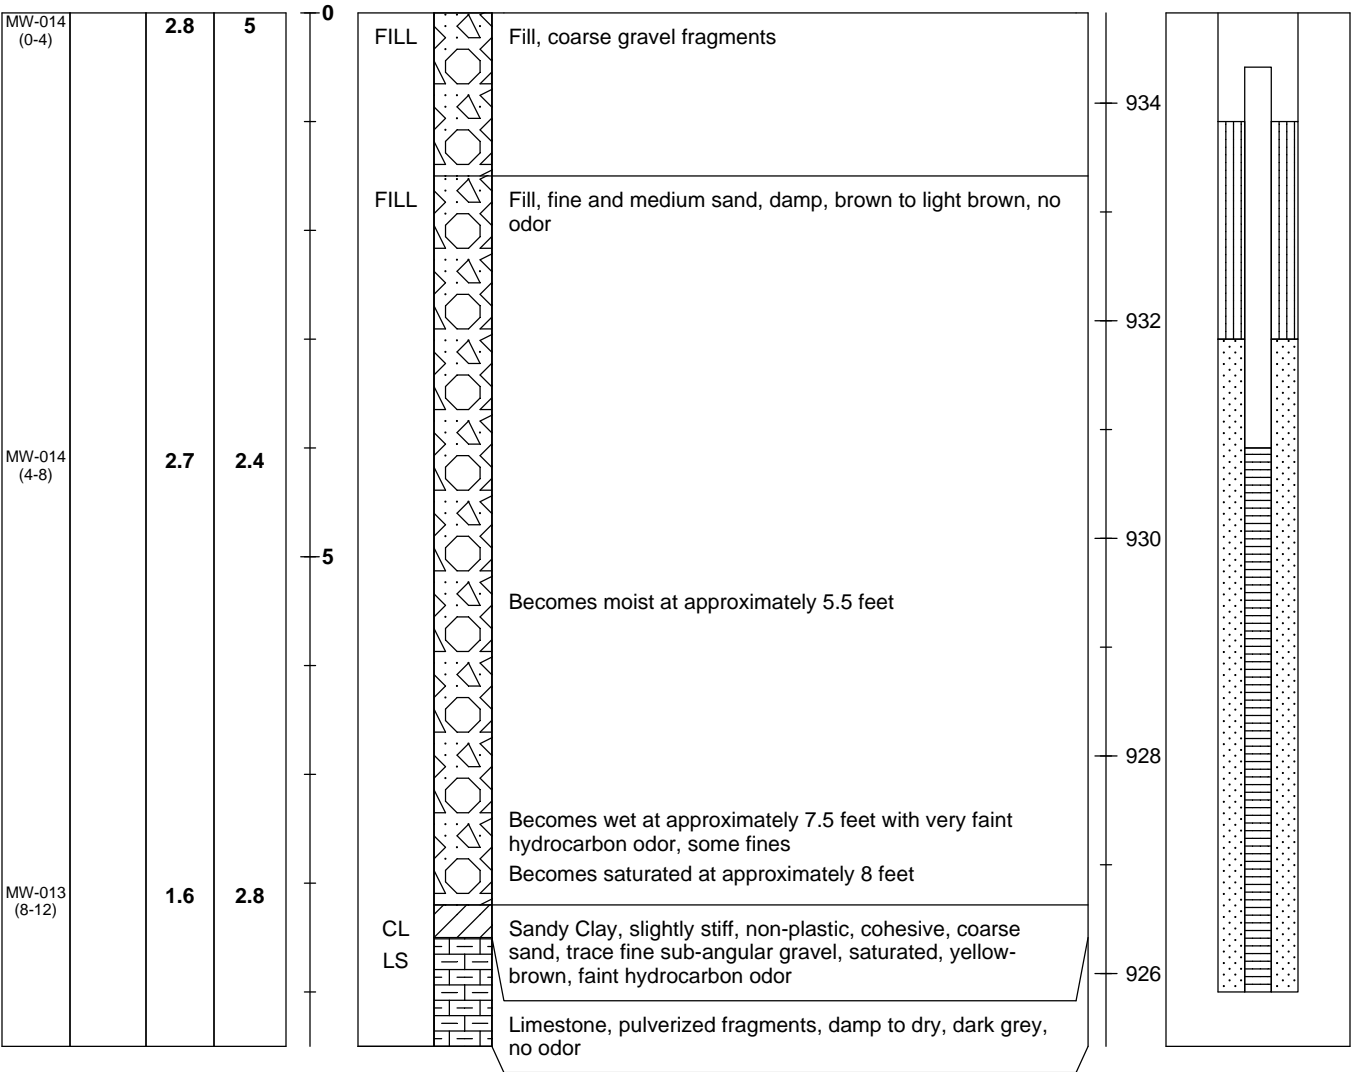 MW-014
(0-4)
2.8
5
0
FILL
Fill, coarse gravel fragments
934
FILL
Fill, fine and medium sand, damp, brown to light brown, no
odor
932
MW-014
(4-8)
2.7
2.4
930
5
Becomes moist at approximately 5.5 feet
928
Becomes wet at approximately 7.5 feet with very faint
hydrocarbon odor, some fines
Becomes saturated at approximately 8 feet
MW-013
(8-12)
1.6
2.8
CL
Sandy Clay, slightly stiff, non-plastic, cohesive, coarse
sand, trace fine sub-angular gravel, saturated, yellow-
brown, faint hydrocarbon odor
LS
926
Limestone, pulverized fragments, damp to dry, dark grey,
no odor